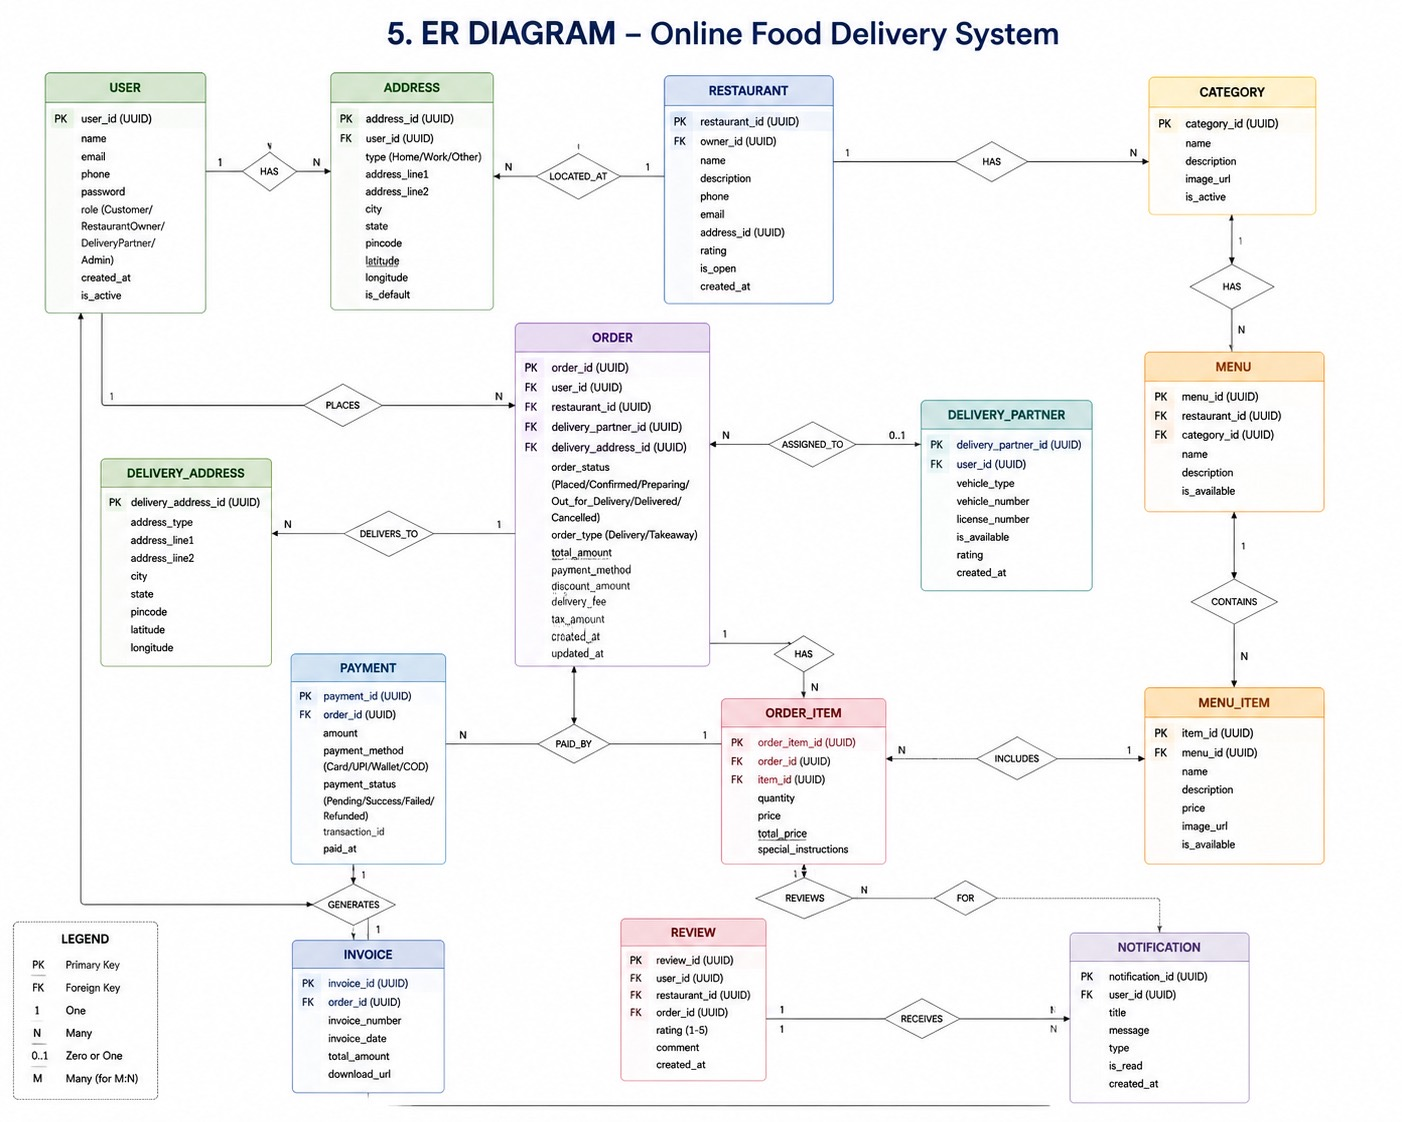 5. ER DIAGRAM – Online Food Delivery System
USER
PK user_id (UUID)
name
email
phone
password
role (Customer/
RestaurantOwner/
DeliveryPartner/
Admin)
created_at
is_active
1
HAS
N
ADDRESS
PK address_id (UUID)
FK user_id (UUID)
type (Home/Work/Other)
address_line1
address_line2
city
state
pincode
latitude
longitude
is_default
N
LOCATED_AT
1
RESTAURANT
PK restaurant_id (UUID)
FK owner_id (UUID)
name
description
phone
email
address_id (UUID)
rating
is_open
created_at
1
HAS
N
CATEGORY
PK category_id (UUID)
name
description
image_url
is_active
1
HAS
N
MENU
PK menu_id (UUID)
FK restaurant_id (UUID)
FK category_id (UUID)
name
description
is_available
1
CONTAINS
N
MENU_ITEM
PK item_id (UUID)
FK menu_id (UUID)
name
description
price
image_url
is_available
1
PLACES
N
ORDER
PK order_id (UUID)
FK user_id (UUID)
FK restaurant_id (UUID)
FK delivery_partner_id (UUID)
FK delivery_address_id (UUID)
order_status
(Placed/Confirmed/Preparing/
Out_for_Delivery/Delivered/
Cancelled)
order_type (Delivery/Takeaway)
total_amount
payment_method
discount_amount
delivery_fee
tax_amount
created_at
updated_at
N
ASSIGNED_TO
0..1
DELIVERY_PARTNER
PK delivery_partner_id (UUID)
FK user_id (UUID)
vehicle_type
vehicle_number
license_number
is_available
rating
created_at
DELIVERY_ADDRESS
PK delivery_address_id (UUID)
address_type
address_line1
address_line2
city
state
pincode
latitude
longitude
N
DELIVERS_TO
1
1
HAS
N
PAYMENT
PK payment_id (UUID)
FK order_id (UUID)
amount
payment_method
(Card/UPI/Wallet/COD)
payment_status
(Pending/Success/Failed/
Refunded)
transaction_id
paid_at
N
PAID_BY
1
ORDER_ITEM
PK order_item_id (UUID)
FK order_id (UUID)
FK item_id (UUID)
quantity
price
total_price
special_instructions
N
INCLUDES
1
1
GENERATES
1
INVOICE
PK invoice_id (UUID)
FK order_id (UUID)
invoice_number
invoice_date
total_amount
download_url
1
REVIEWS
N
FOR
REVIEW
PK review_id (UUID)
FK user_id (UUID)
FK restaurant_id (UUID)
FK order_id (UUID)
rating (1-5)
comment
created_at
1
1
RECEIVES
N
N
NOTIFICATION
PK notification_id (UUID)
FK user_id (UUID)
title
message
type
is_read
created_at
LEGEND
PK Primary Key
FK Foreign Key
1 One
N Many
0..1 Zero or One
M Many (for M:N)